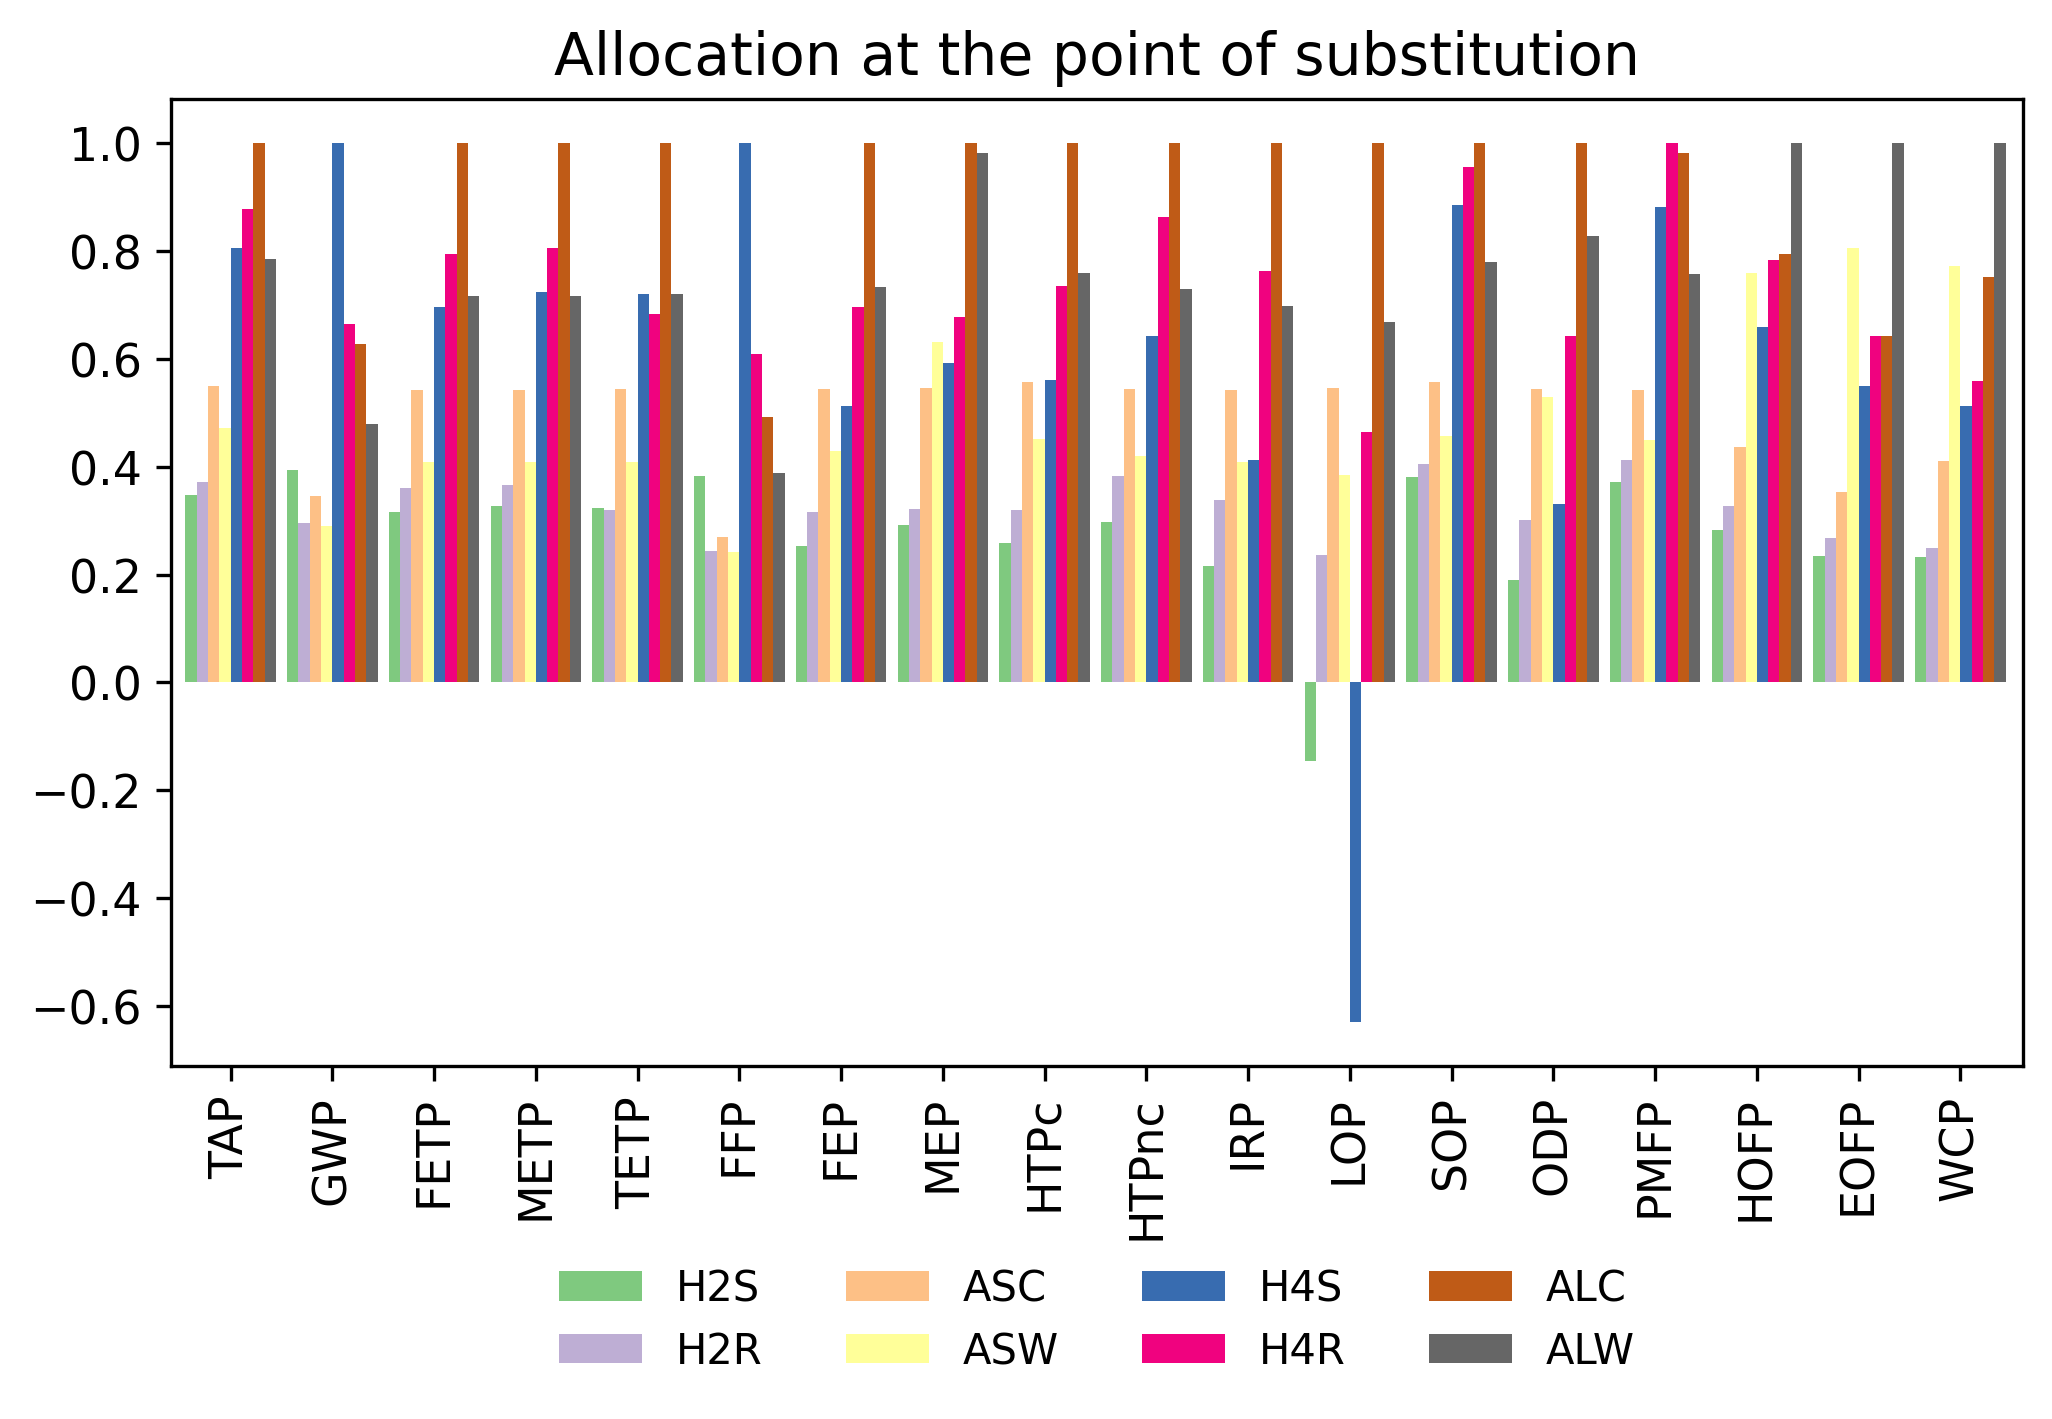 Allocation at the point of substitution
1.0
0.8
0.6
0.4
0.2
0.0
−0.2
−0.4
−0.6
TAP GWP FETP METP TETP FFP FEP MEP HTPc HTPnc IRP LOP SOP ODP PMFP HOFP EOFP WCP
H2S ASC H4S ALC
H2R ASW H4R ALW